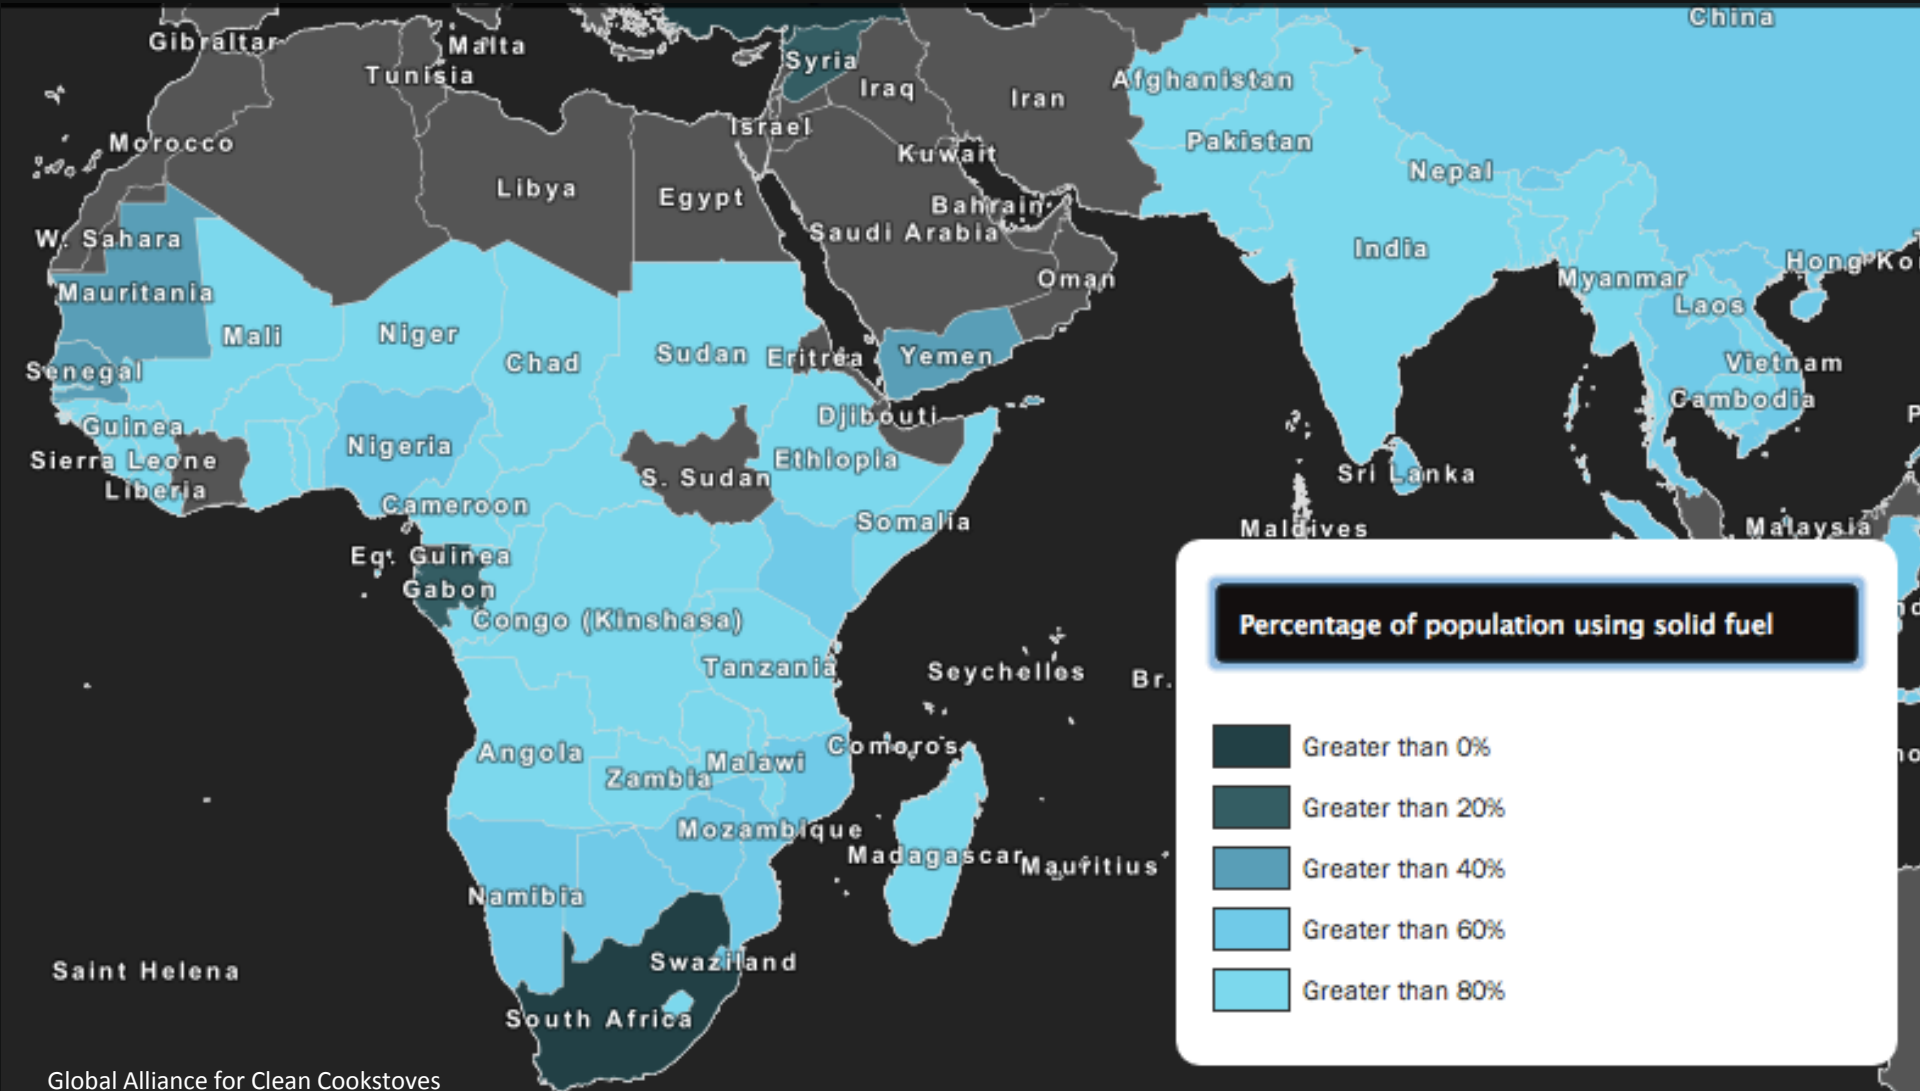 China
Gibraltar
Malta
Tunisia
Syria
Iraq
Iran
Afghanistan
Israel
Morocco
Kuwait
Pakistan
Nepal
Libya
Egypt
Bahrain
Saudi Arabia
W. Sahara
India
Oman
Myanmar
Hong Ko
Mauritania
Laos
Mali
Niger
Chad
Sudan
Eritrea
Yemen
Vietnam
Senegal
Cambodia
Guinea
Djibouti
Nigeria
Sierra Leone
Ethiopia
S. Sudan
Sri Lanka
Liberia
Cameroon
Somalia
Maldives
Malaysia
Eq. Guinea
Gabon
Congo (Kinshasa)
Tanzania
Seychelles
Br.
Angola
Zambia
Malawi
Comoros
Mozambique
Madagascar
Mauritius
Namibia
Saint Helena
Swaziland
South Africa
Percentage of population using solid fuel
Greater than 0%
Greater than 20%
Greater than 40%
Greater than 60%
Greater than 80%
Global Alliance for Clean Cookstoves